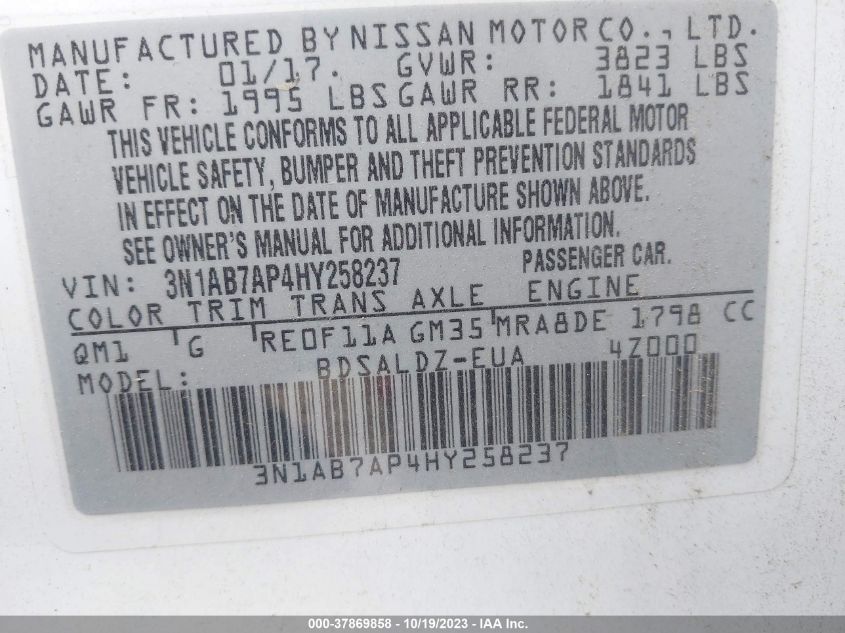 MANUFACTURED BY NISSAN MOTOR CO., LTD.
DATE: 01/17. GVWR: 3823 LBS
GAWR FR: 1995 LBS GAWR RR: 1841 LBS
THIS VEHICLE CONFORMS TO ALL APPLICABLE FEDERAL MOTOR
VEHICLE SAFETY, BUMPER AND THEFT PREVENTION STANDARDS
IN EFFECT ON THE DATE OF MANUFACTURE SHOWN ABOVE.
SEE OWNER'S MANUAL FOR ADDITIONAL INFORMATION.
VIN: 3N1AB7AP4HY258237 PASSENGER CAR.
COLOR TRIM TRANS AXLE ENGINE
QM1 G RE0F11A GM35 MRA8DE 1798 CC
MODEL: BDSALDZ-EUA 4Z000
3N1AB7AP4HY258237
000-37869858 - 10/19/2023 - IAA Inc.